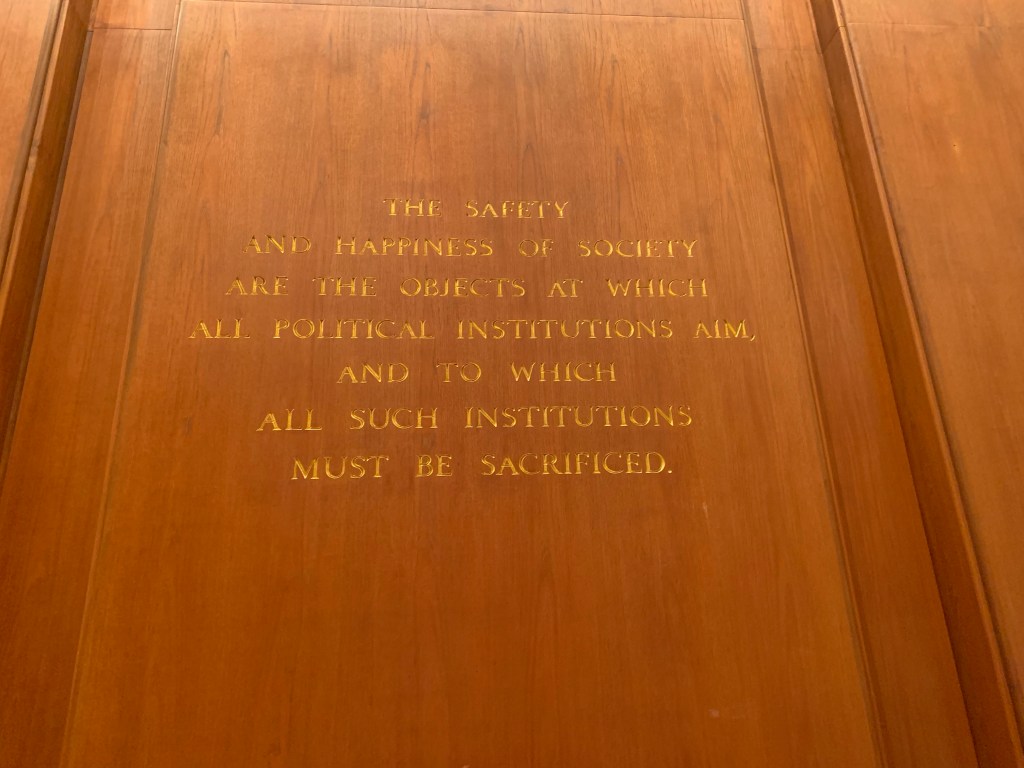 THE SAFETY
AND HAPPINESS OF SOCIETY
ARE THE OBJECTS AT WHICH
ALL POLITICAL INSTITUTIONS AIM,
AND TO WHICH
ALL SUCH INSTITUTIONS
MUST BE SACRIFICED.